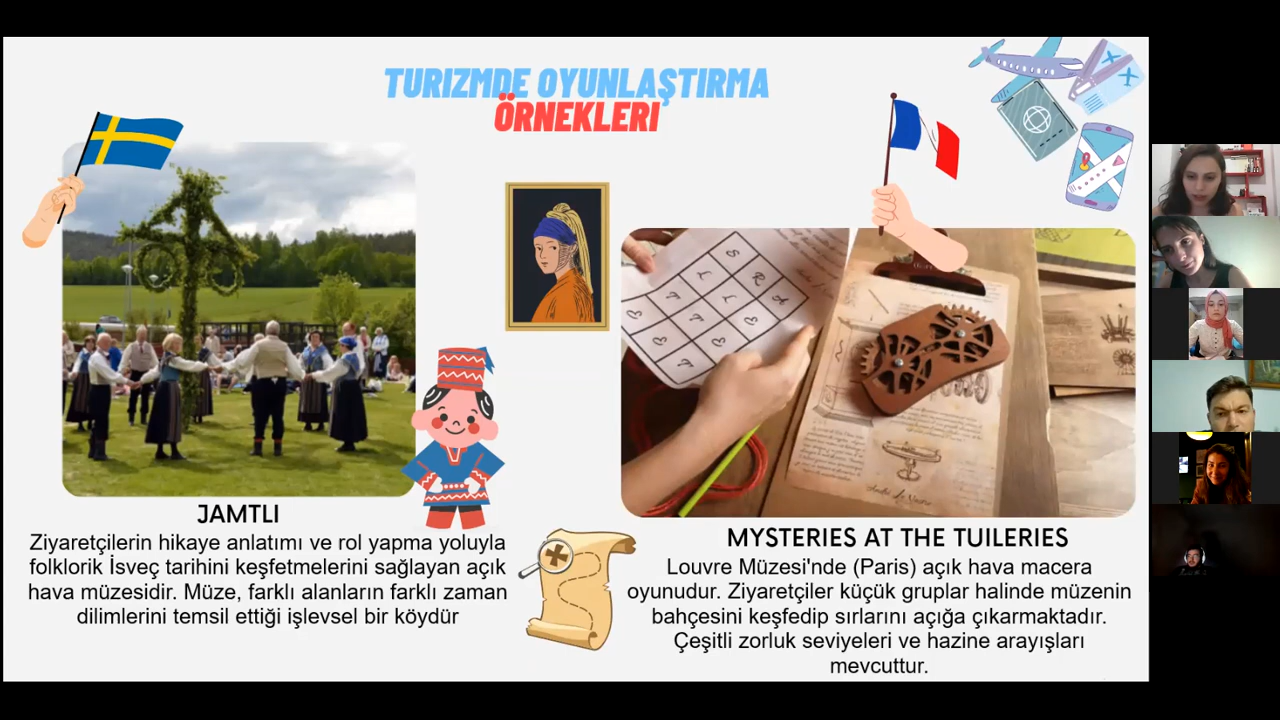 TURIZMDE OYUNLAŞTIRMA
ÖRNEKLERI
JAMTLI
Ziyaretçilerin hikaye anlatımı ve rol yapma yoluyla
folklorik İsveç tarihini keşfetmelerini sağlayan açık
hava müzesidir. Müze, farklı alanların farklı zaman
dilimlerini temsil ettiği işlevsel bir köydür
MYSTERIES AT THE TUILERIES
Louvre Müzesi'nde (Paris) açık hava macera
oyunudur. Ziyaretçiler küçük gruplar halinde müzenin
bahçesini keşfedip sırlarını açığa çıkarmaktadır.
Çeşitli zorluk seviyeleri ve hazine arayışları
mevcuttur.